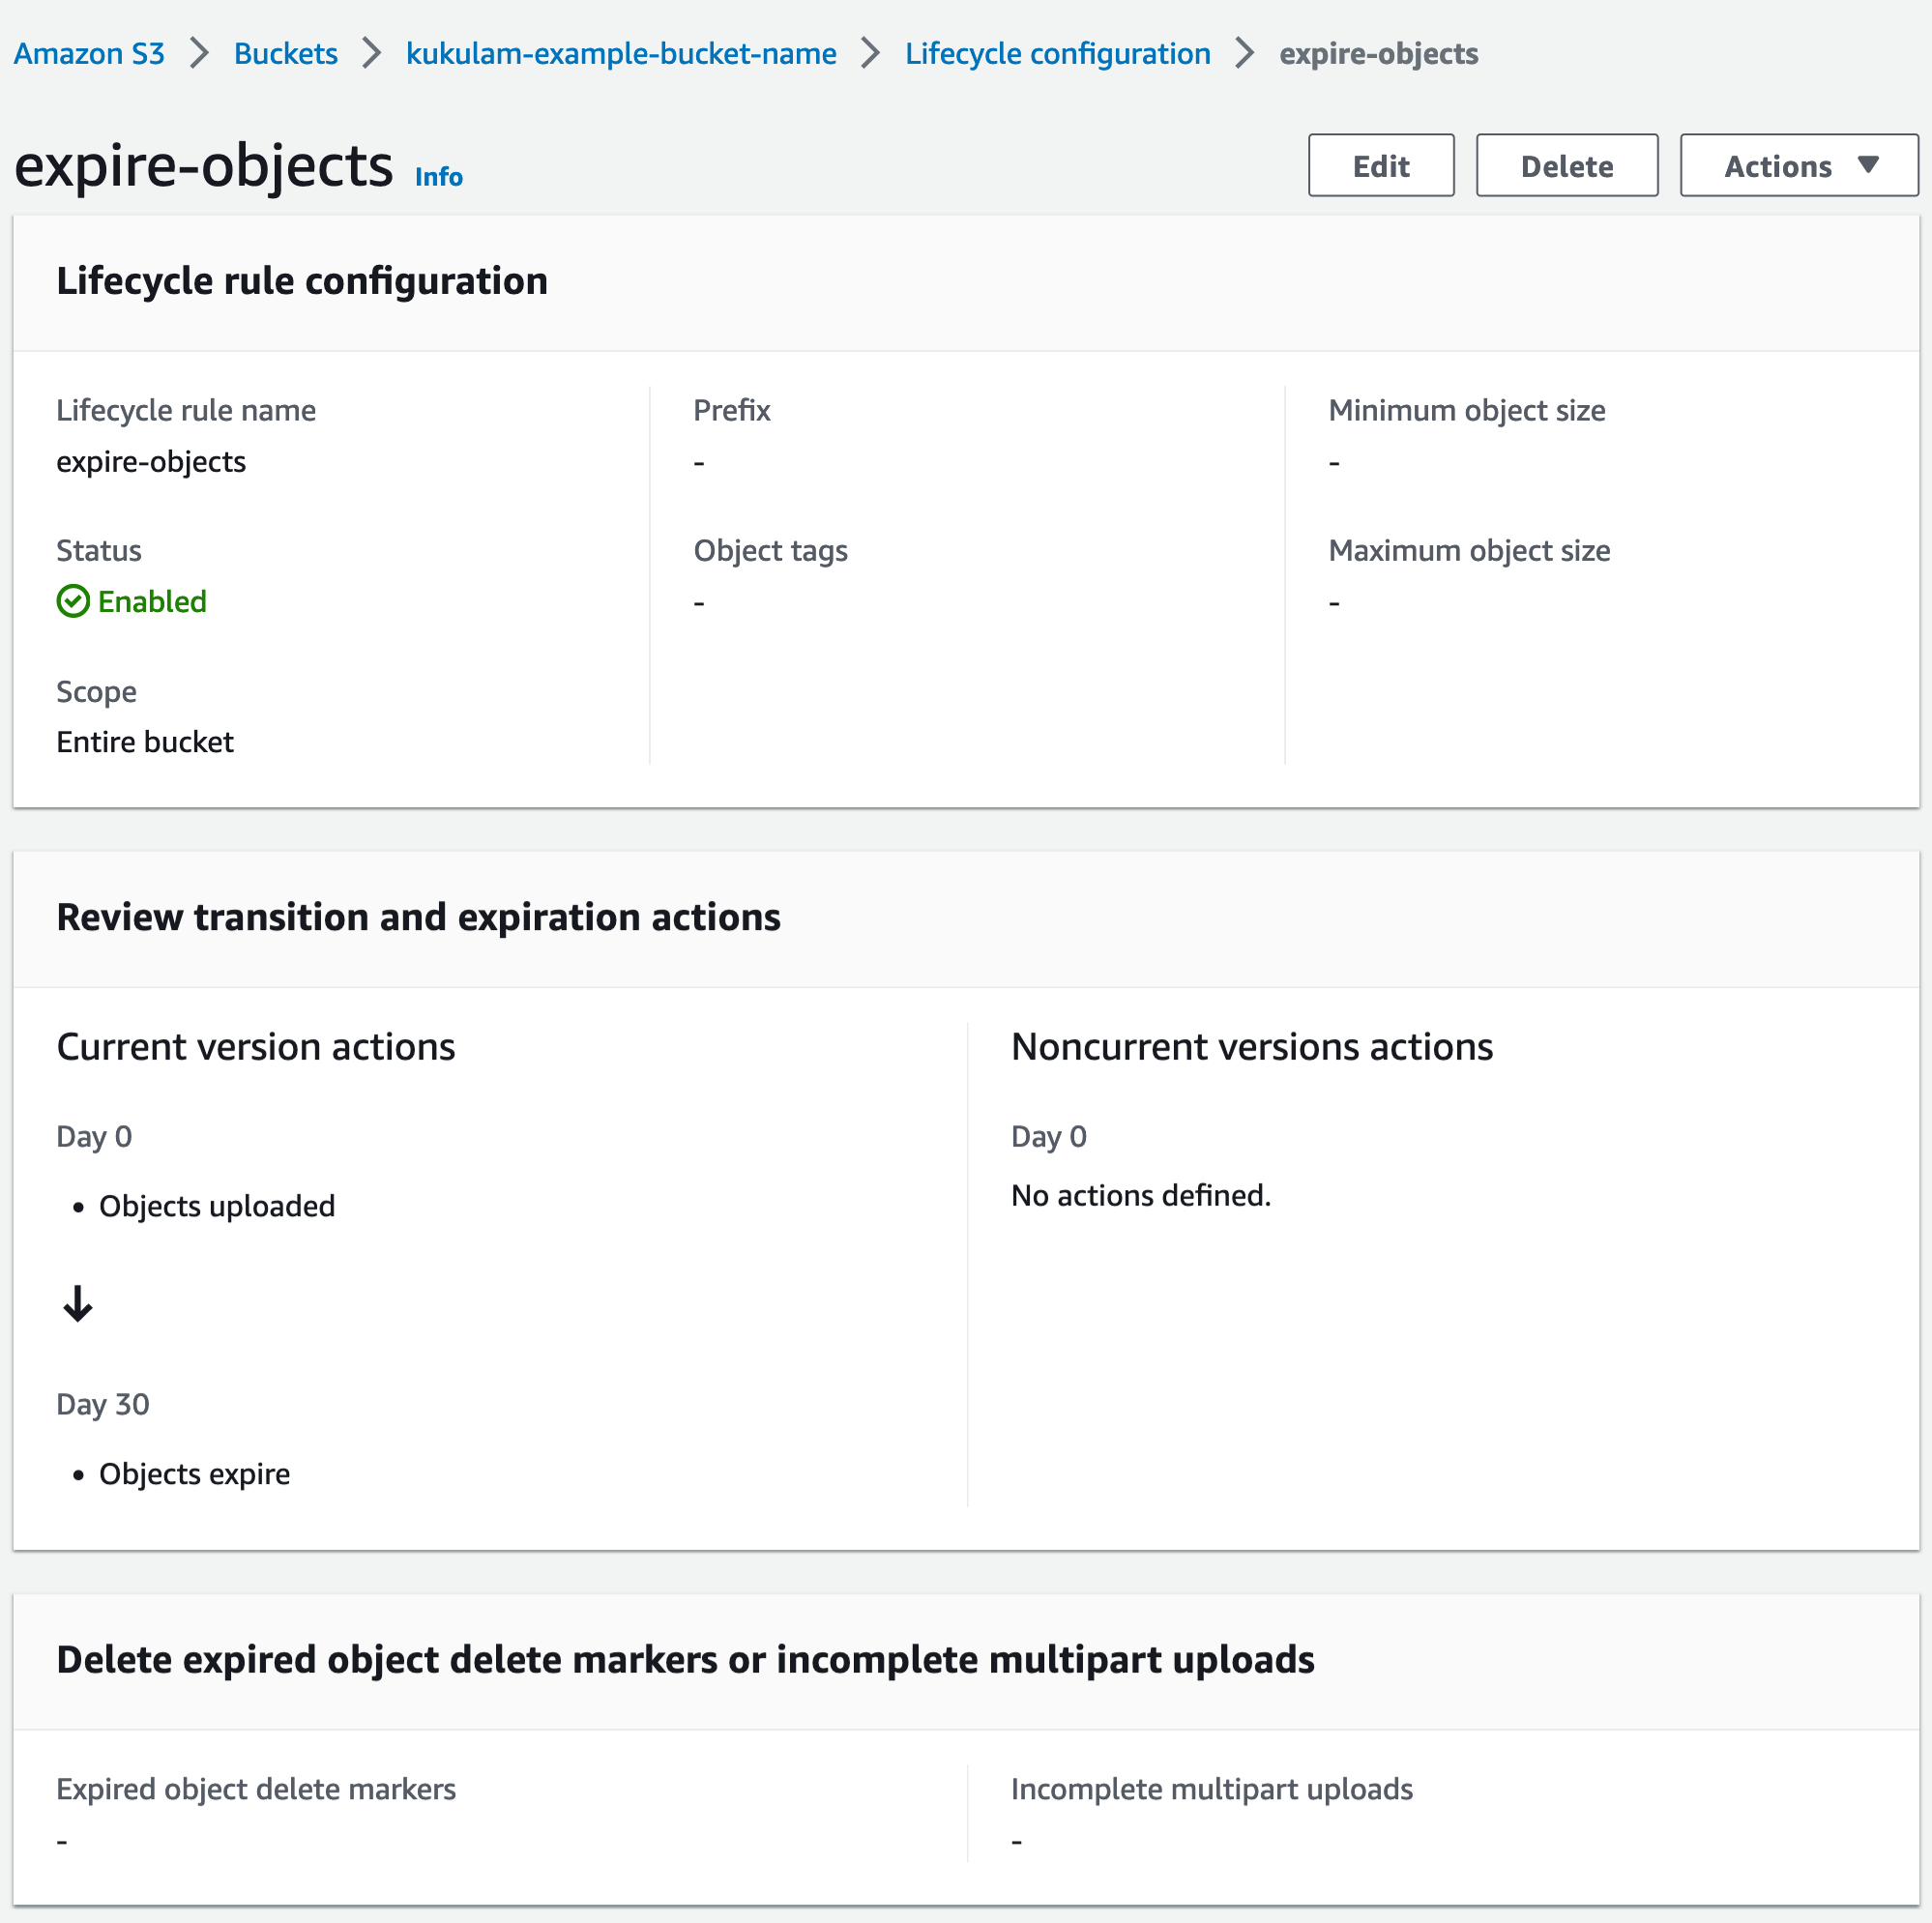 Amazon S3 > Buckets > kukulam-example-bucket-name > Lifecycle configuration > expire-objects
expire-objects Info
Edit Delete Actions
Lifecycle rule configuration
Lifecycle rule name
expire-objects
Status
Enabled
Scope
Entire bucket
Prefix
-
Object tags
-
Minimum object size
-
Maximum object size
-
Review transition and expiration actions
Current version actions
Day 0
• Objects uploaded
Day 30
• Objects expire
Noncurrent versions actions
Day 0
No actions defined.
Delete expired object delete markers or incomplete multipart uploads
Expired object delete markers
-
Incomplete multipart uploads
-